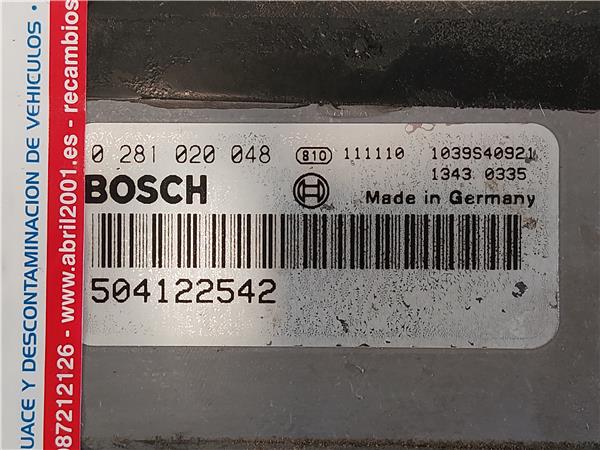 UACE Y DESCONTAMINACION DE VEHICULOS •
987212126 - www.abril2001.es - recambios
0 281 020 048 810 111110 1039S40921
1343 0335
BOSCH
Made in Germany
504122542